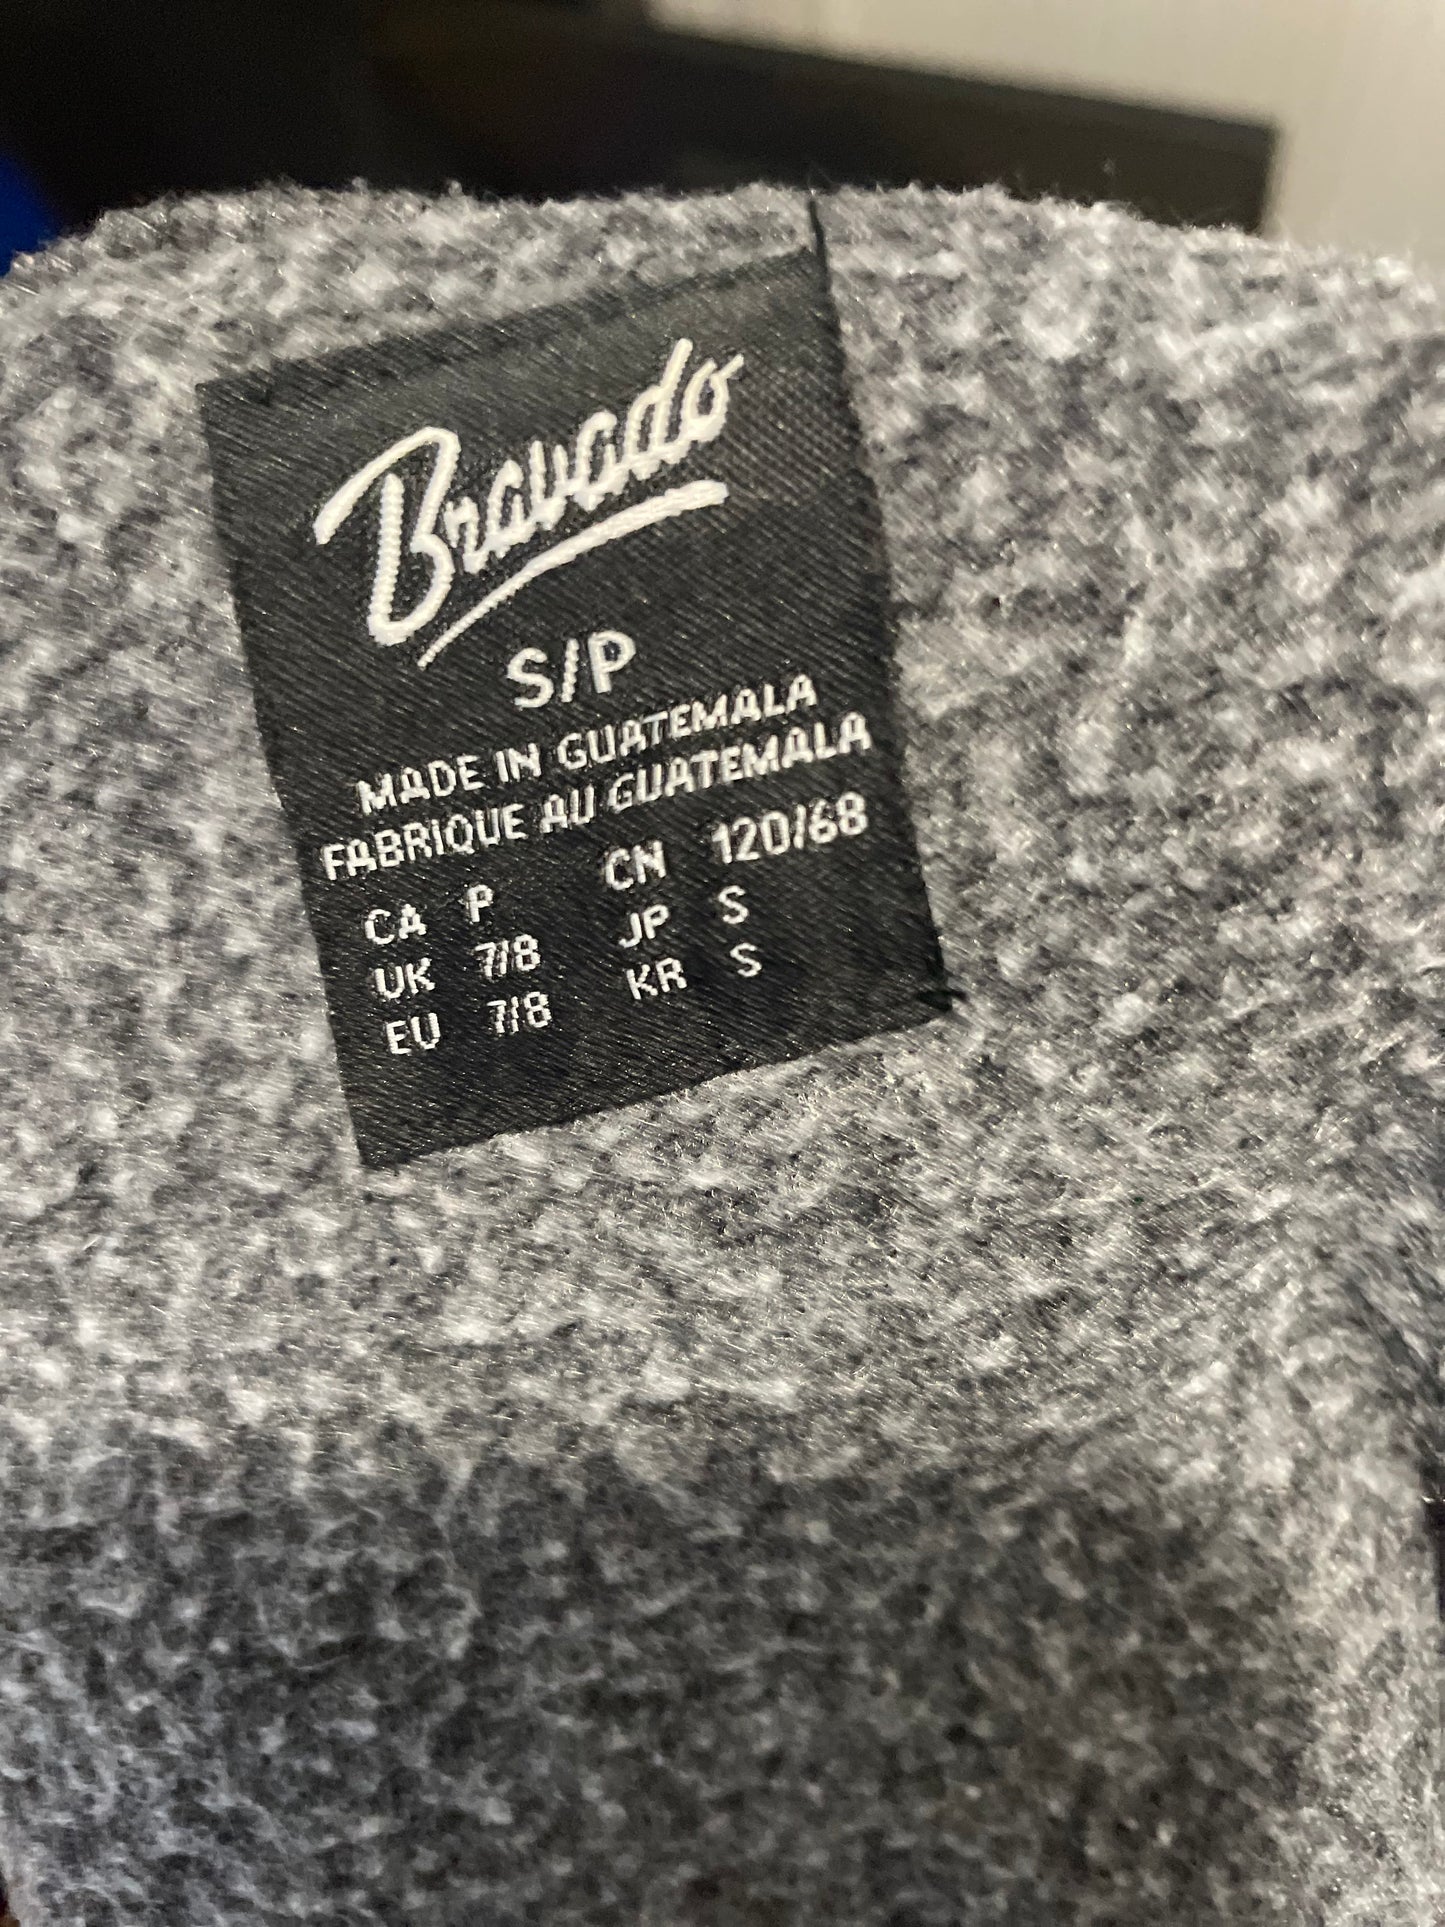 Bravado
S/P
MADE IN GUATEMALA
FABRIQUE AU GUATEMALA
CA P CN 120/68
UK 7/8 JP S
EU 7/8 KR S